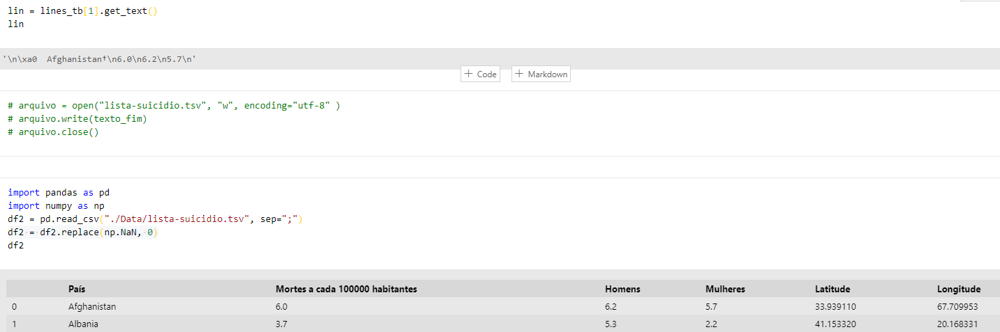 lin = lines_tb[1].get_text()
lin
'\n\xa0  Afghanistan†\n6.0\n6.2\n5.7\n'
+ Code + Markdown
# arquivo = open("lista-suicidio.tsv", "w", encoding="utf-8" )
# arquivo.write(texto_fim)
# arquivo.close()
import pandas as pd
import numpy as np
df2 = pd.read_csv("./Data/lista-suicidio.tsv", sep=";")
df2 = df2.replace(np.NaN, 0)
df2
País Mortes a cada 100000 habitantes Homens Mulheres Latitude Longitude
0 Afghanistan 6.0 6.2 5.7 33.939110 67.709953
1 Albania 3.7 5.3 2.2 41.153320 20.168331